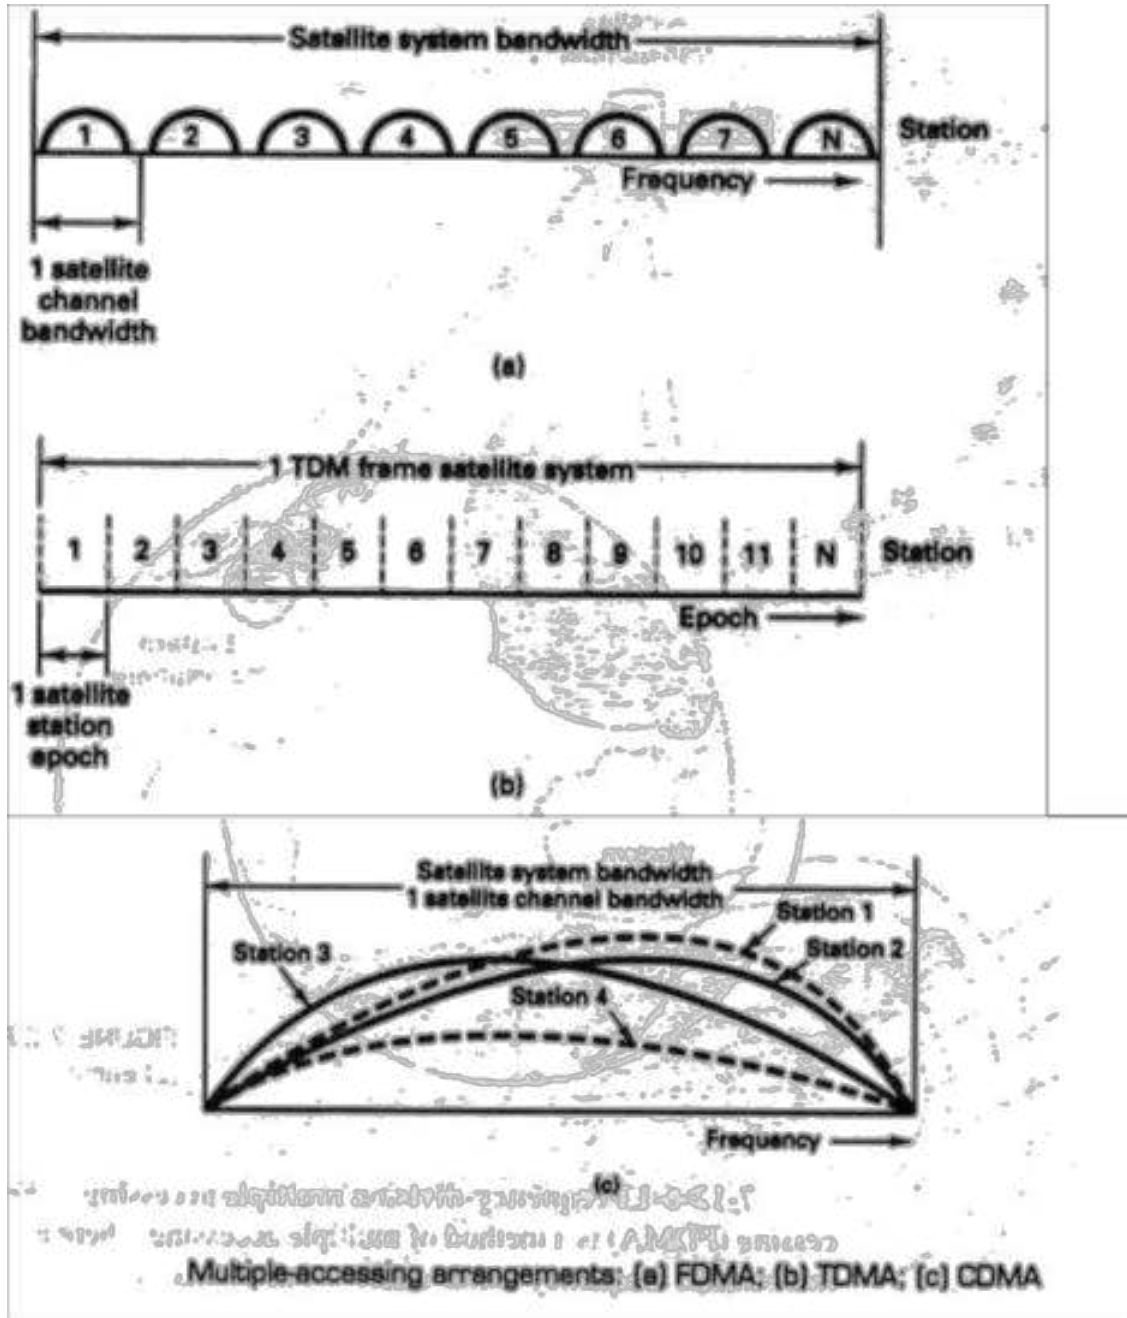 Satellite system bandwidth
1 2 3 4 5 6 7 N Station
Frequency
1 satellite
channel
bandwidth
(a)
1 TDM frame satellite system
1 2 3 4 5 6 7 8 9 10 11 N Station
Epoch
1 satellite
station
epoch
(b)
Satellite system bandwidth
1 satellite channel bandwidth
Station 1
Station 2
Station 3
Station 4
Frequency
(c)
Multiple-accessing arrangements: (a) FDMA; (b) TDMA; (c) CDMA